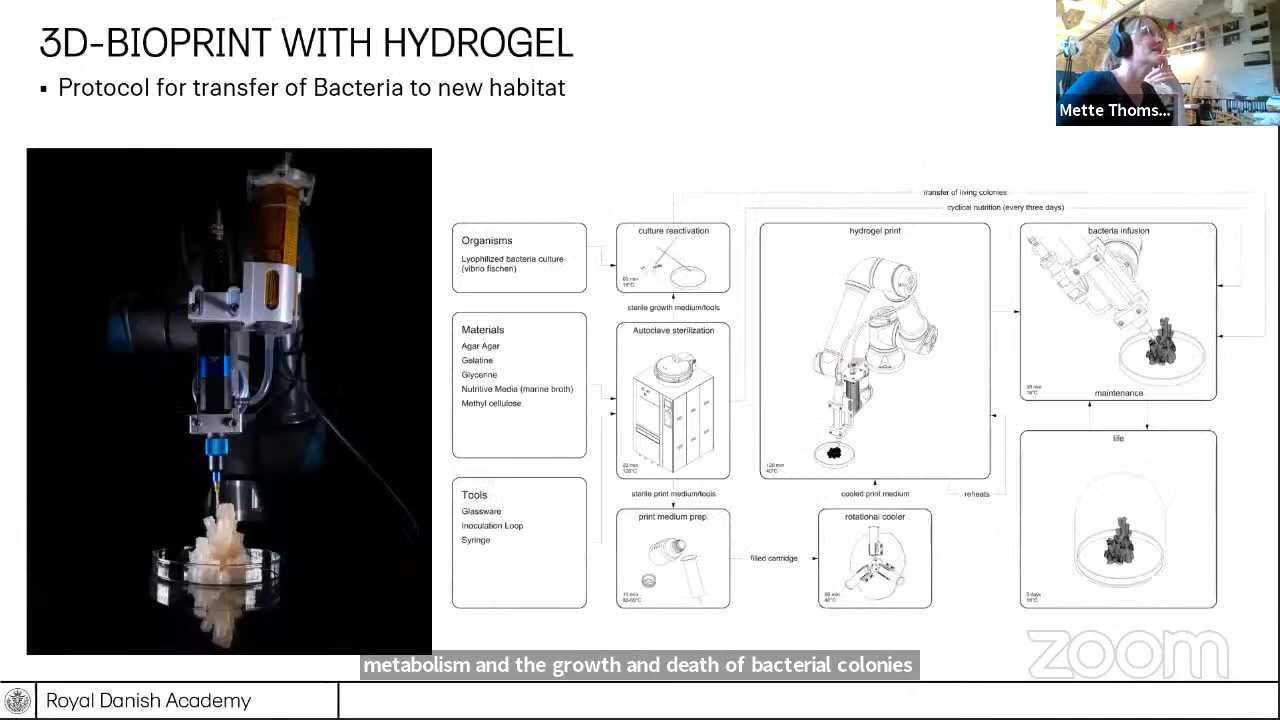 3D-BIOPRINT WITH HYDROGEL
▪ Protocol for transfer of Bacteria to new habitat
Mette Thoms...
transfer of living colonies
cyclical nutrition (every three days)
Organisms
Lyophilized bacteria culture
(vibrio fischeri)
Materials
Agar Agar
Gelatine
Glycerine
Nutritive Media (marine broth)
Methyl cellulose
Tools
Glassware
Inoculation Loop
Syringe
culture reactivation
sterile growth medium/tools
Autoclave sterilization
sterile print medium/tools
print medium prep.
filled cartridge
hydrogel print
cooled print medium
reheats
rotational cooler
bacteria infusion
maintenance
life
3 days
zoom
metabolism and the growth and death of bacterial colonies
Royal Danish Academy